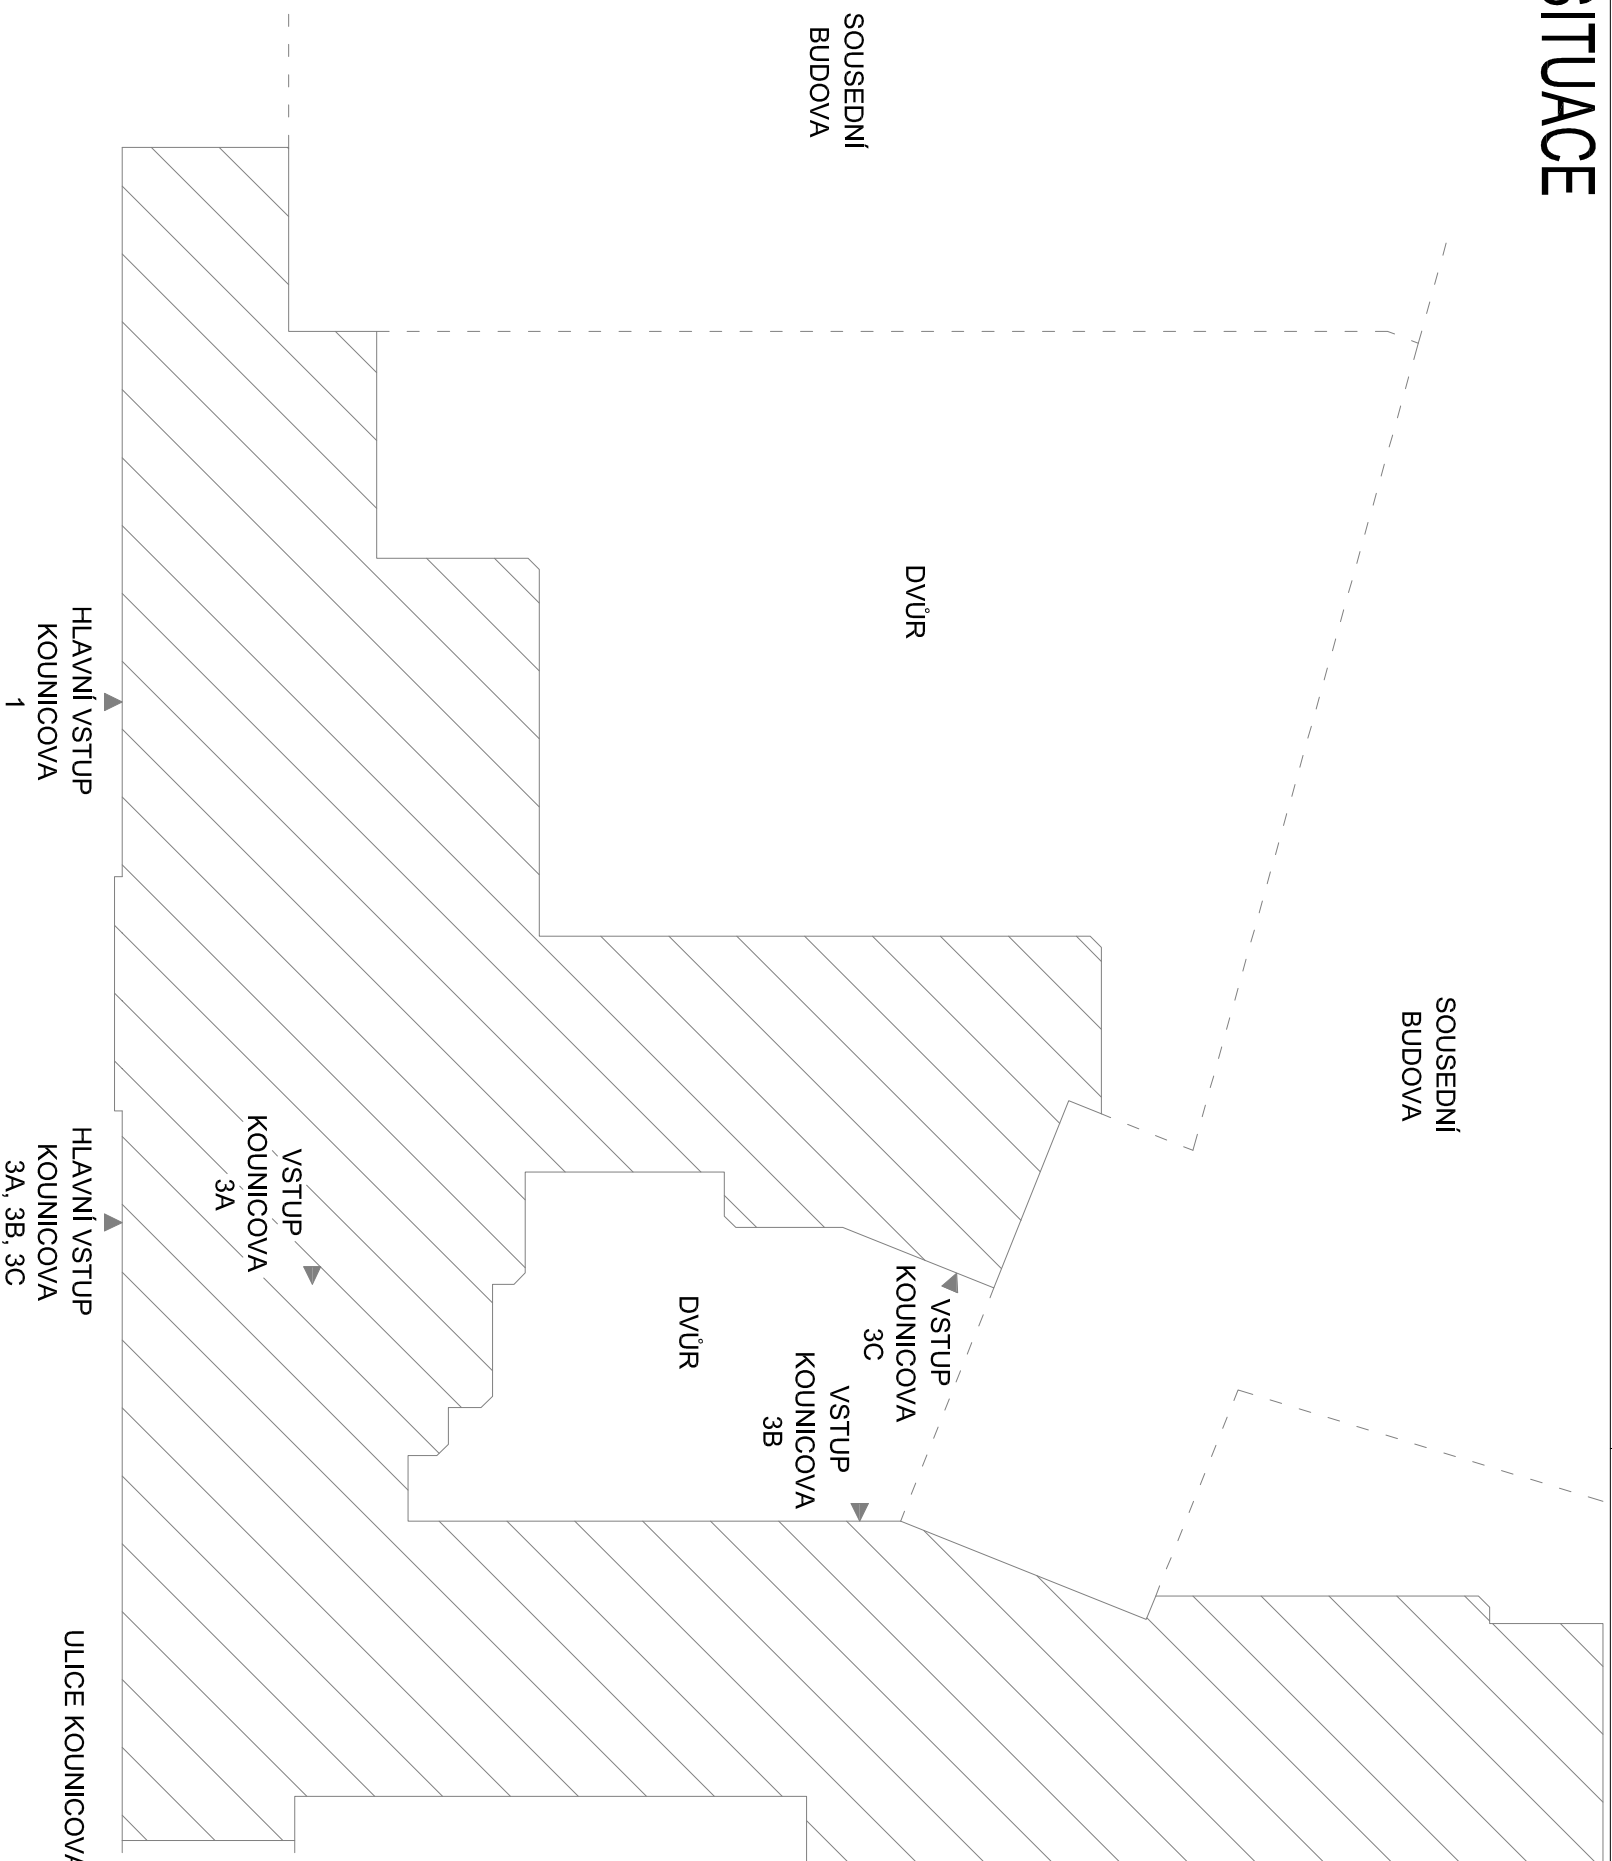 SITUACE
SOUSEDNÍ
BUDOVA
SOUSEDNÍ
BUDOVA
DVŮR
DVŮR
VSTUP
KOUNICOVA
3C
VSTUP
KOUNICOVA
3B
VSTUP
KOUNICOVA
3A
HLAVNÍ VSTUP
KOUNICOVA
1
HLAVNÍ VSTUP
KOUNICOVA
3A, 3B, 3C
ULICE KOUNICOVA